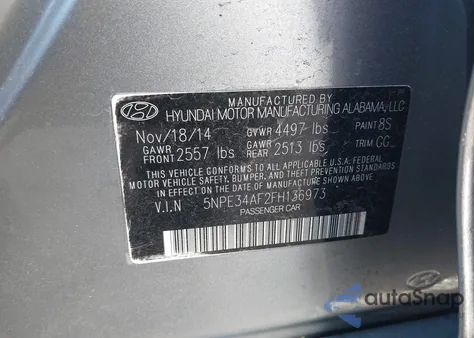 MANUFACTURED BY
HYUNDAI MOTOR MANUFACTURING ALABAMA, LLC
Nov/18/14 GVWR 4497 lbs PAINT 8S
GAWR FRONT 2557 lbs GAWR REAR 2513 lbs TRIM GG
THIS VEHICLE CONFORMS TO ALL APPLICABLE U.S.A FEDERAL
MOTOR VEHICLE SAFETY, BUMPER, AND THEFT PREVENTION
STANDARDS IN EFFECT ON THE DATE OF MANUFACTURE SHOWN ABOVE.
V.I.N 5NPE34AF2FH136973
PASSENGER CAR
autoSnap